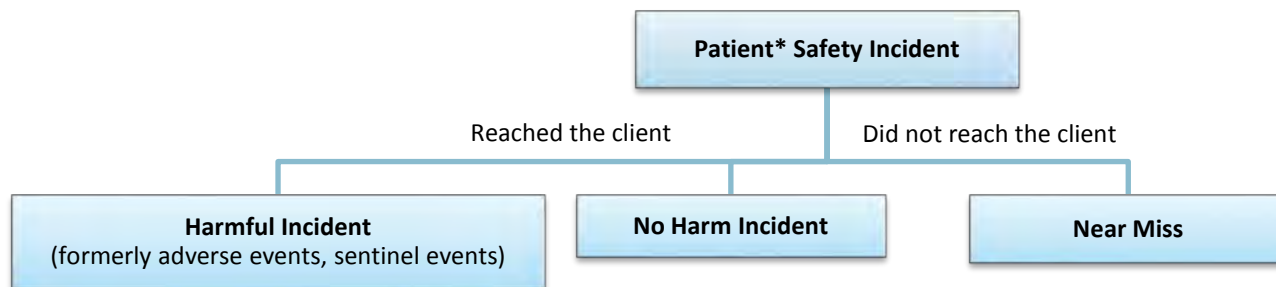 Patient* Safety Incident
Reached the client
Did not reach the client
Harmful Incident
(formerly adverse events, sentinel events)
No Harm Incident
Near Miss